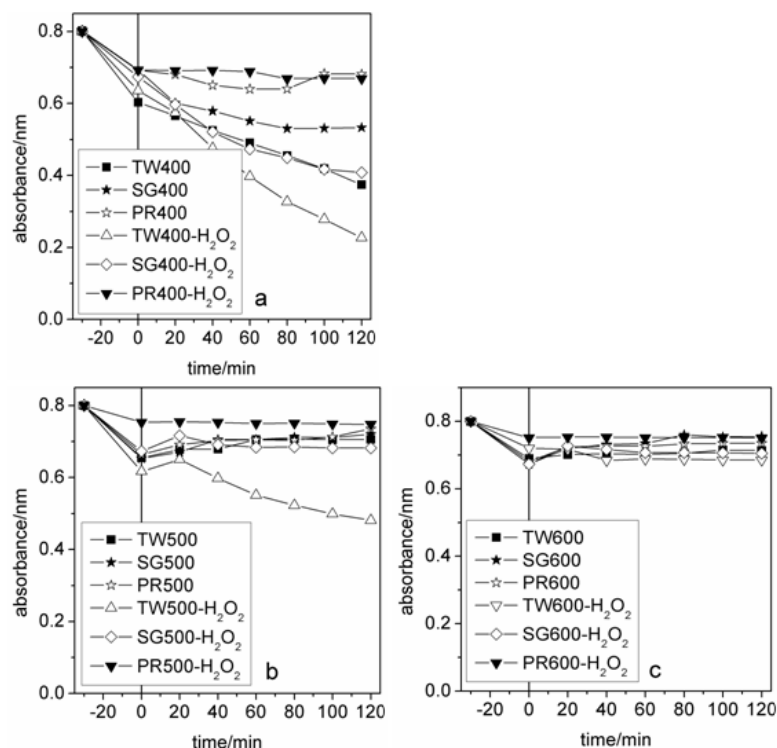 0.8
0.6
0.4
0.2
0.0
absorbance/nm
TW400
SG400
PR400
TW400-H₂O₂
SG400-H₂O₂
PR400-H₂O₂
a
-20 0 20 40 60 80 100 120
time/min
0.8
0.6
0.4
0.2
0.0
absorbance/nm
TW500
SG500
PR500
TW500-H₂O₂
SG500-H₂O₂
PR500-H₂O₂
b
-20 0 20 40 60 80 100 120
time/min
0.8
0.6
0.4
0.2
0.0
absorbance/nm
TW600
SG600
PR600
TW600-H₂O₂
SG600-H₂O₂
PR600-H₂O₂
c
-20 0 20 40 60 80 100 120
time/min